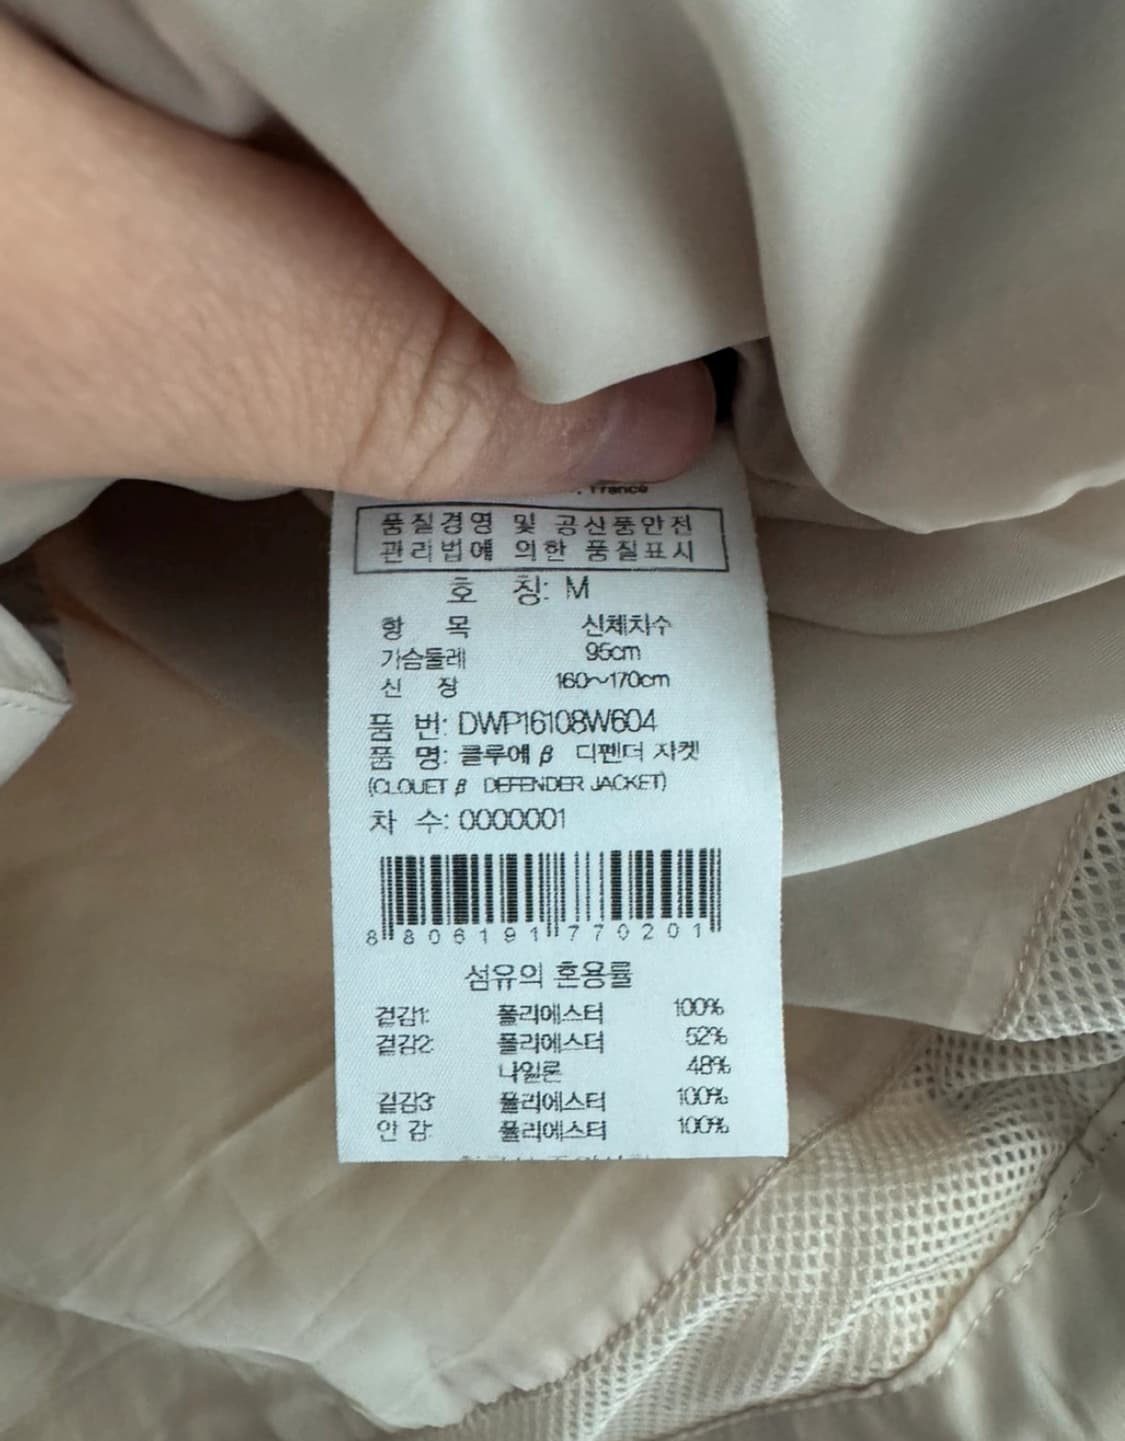 , France
품질경영 및 공산품안전
관리법에 의한 품질표시
호 칭: M
항 목 신체치수
가슴둘레 95cm
신 장 160~170cm
품 번: DWP16108W604
품 명: 클루에 β 디펜더 자켓
(CLOUET β DEFENDER JACKET)
차 수: 0000001
8 806191 770201
섬유의 혼용률
겉감1: 폴리에스터 100%
겉감2: 폴리에스터 52%
나일론 48%
겉감3: 폴리에스터 100%
안 감: 폴리에스터 100%